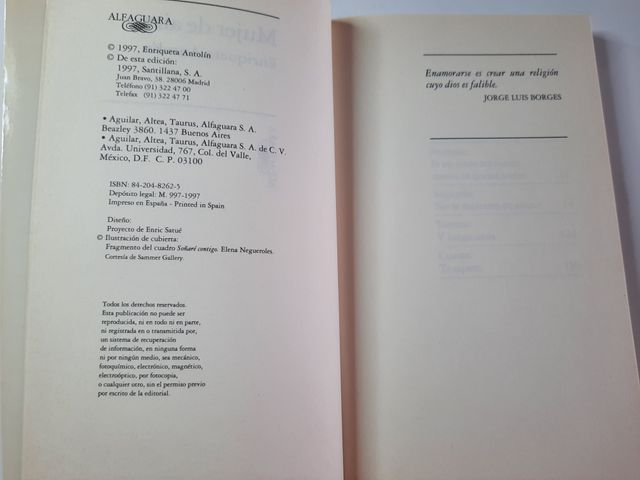 ALFAGUARA
© 1997, Enriqueta Antolín
© De esta edición:
1997, Santillana, S. A.
Juan Bravo, 38. 28006 Madrid
Teléfono (91) 322 47 00
Telefax (91) 322 47 71
• Aguilar, Altea, Taurus, Alfaguara S. A.
Beazley 3860. 1437 Buenos Aires
• Aguilar, Altea, Taurus, Alfaguara S. A. de C. V.
Avda. Universidad, 767, Col. del Valle,
México, D.F. C. P. 03100
ISBN: 84-204-8262-5
Depósito legal: M. 997-1997
Impreso en España - Printed in Spain
Diseño:
Proyecto de Enric Satué
© Ilustración de cubierta:
Fragmento del cuadro Soñaré contigo. Elena Negueroles.
Cortesía de Sammer Gallery.
Todos los derechos reservados.
Esta publicación no puede ser
reproducida, ni en todo ni en parte,
ni registrada en o transmitida por,
un sistema de recuperación
de información, en ninguna forma
ni por ningún medio, sea mecánico,
fotoquímico, electrónico, magnético,
electroóptico, por fotocopia,
o cualquier otro, sin el permiso previo
por escrito de la editorial.
Enamorarse es crear una religión
cuyo dios es falible.
JORGE LUIS BORGES